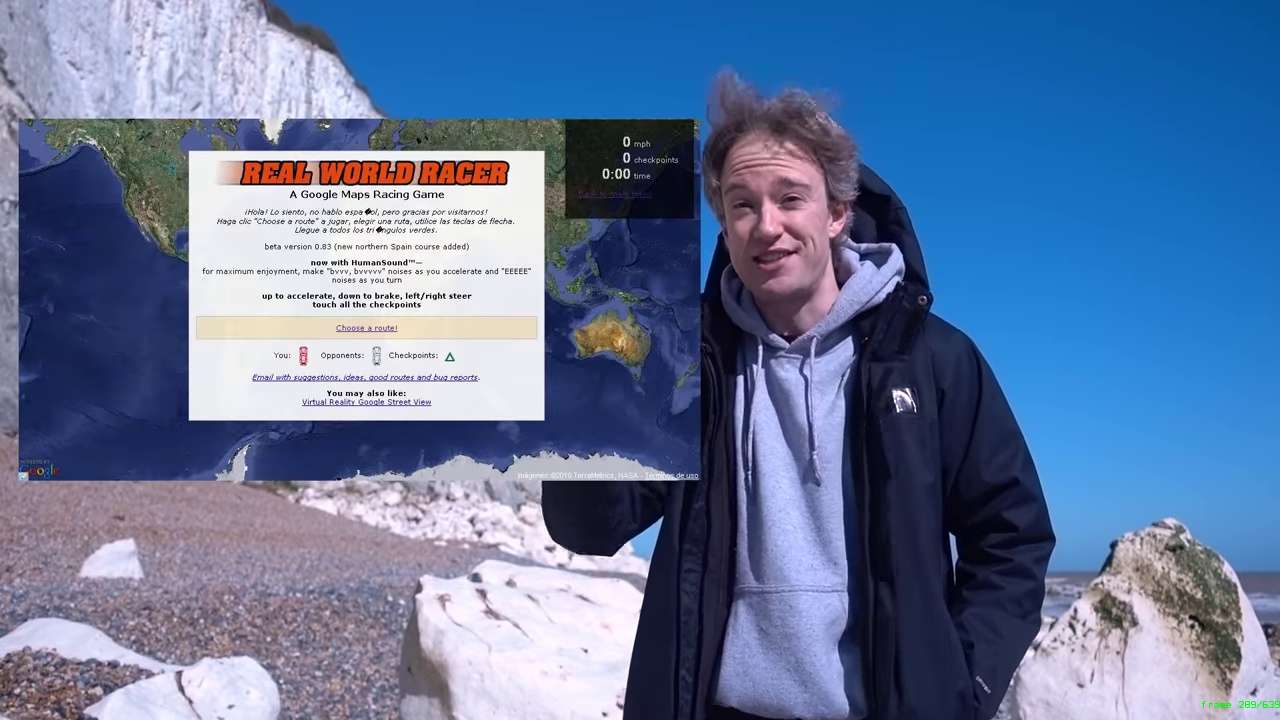 REAL WORLD RACER
A Google Maps Racing Game
¡Hola! Lo siento, no hablo espa�ol, pero gracias por visitarnos!
Haga clic "Choose a route" a jugar, elegir una ruta, utilice las teclas de flecha.
Llegue a todos los tri�ngulos verdes.
beta version 0.83 (new northern Spain course added)
now with HumanSound™—
for maximum enjoyment, make "bvvv, bvvvvv" noises as you accelerate and "EEEEE"
noises as you turn
up to accelerate, down to brake, left/right steer
touch all the checkpoints
Choose a route!
You: Opponents: Checkpoints:
Email with suggestions, ideas, good routes and bug reports.
You may also like:
Virtual Reality Google Street View
0 mph
0 checkpoints
0:00 time
POWERED BY
Google
Imágenes ©2010 TerraMetrics, NASA - Términos de uso
frame 289/639